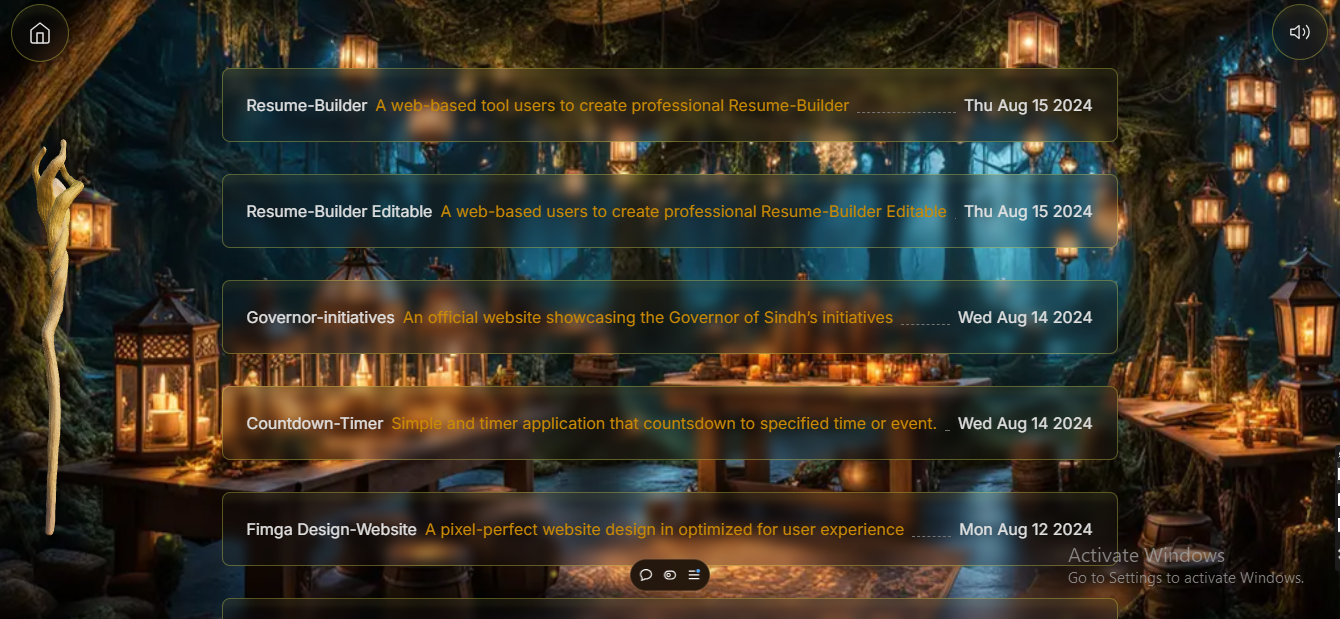 Resume-Builder A web-based tool users to create professional Resume-Builder Thu Aug 15 2024
Resume-Builder Editable A web-based users to create professional Resume-Builder Editable Thu Aug 15 2024
Governor-initiatives An official website showcasing the Governor of Sindh’s initiatives Wed Aug 14 2024
Countdown-Timer Simple and timer application that countsdown to specified time or event. Wed Aug 14 2024
Fimga Design-Website A pixel-perfect website design in optimized for user experience Mon Aug 12 2024
Activate Windows
Go to Settings to activate Windows.